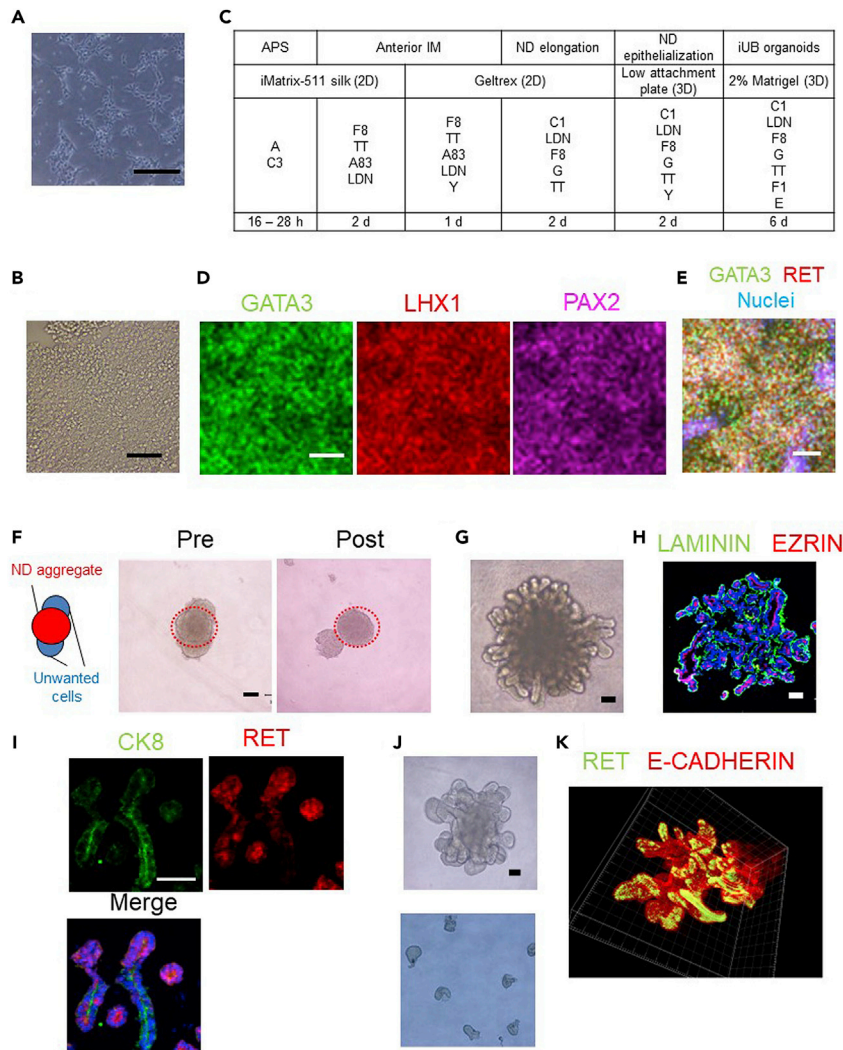 A
C
APS
Anterior IM
ND elongation
ND
epithelialization
iUB organoids
iMatrix-511 silk (2D)
Geltrex (2D)
Low attachment
plate (3D)
2% Matrigel (3D)
A
C3
F8
TT
A83
LDN
F8
TT
A83
LDN
Y
C1
LDN
F8
G
TT
C1
LDN
F8
G
TT
Y
C1
LDN
F8
G
TT
F1
E
16 – 28 h
2 d
1 d
2 d
2 d
6 d
B
D
GATA3
LHX1
PAX2
E
GATA3 RET
Nuclei
F
Pre
Post
ND aggregate
Unwanted
cells
G
H
LAMININ EZRIN
I
CK8
RET
Merge
J
K
RET E-CADHERIN